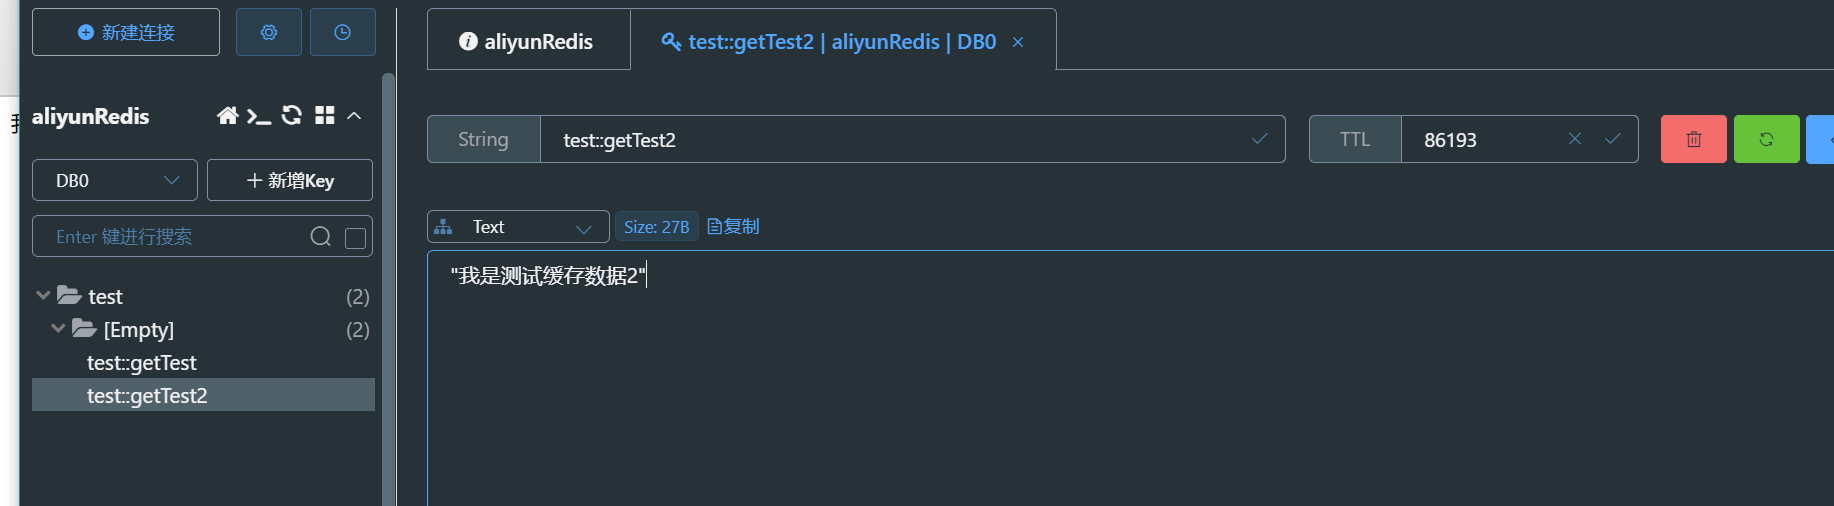 新建连接
aliyunRedis
test::getTest2 | aliyunRedis | DB0
aliyunRedis
String
test::getTest2
TTL
86193
DB0
新增Key
Text
Size: 27B
复制
Enter 键进行搜索
"我是测试缓存数据2"
test
(2)
[Empty]
(2)
test::getTest
test::getTest2